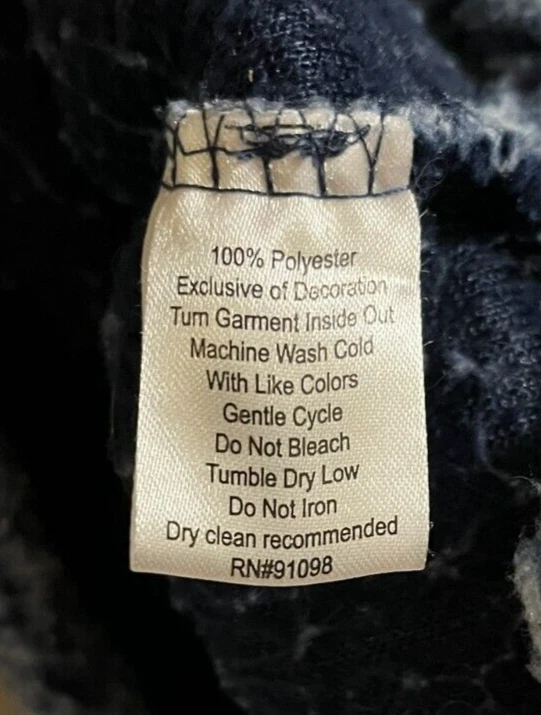 100% Polyester
Exclusive of Decoration
Turn Garment Inside Out
Machine Wash Cold
With Like Colors
Gentle Cycle
Do Not Bleach
Tumble Dry Low
Do Not Iron
Dry clean recommended
RN#91098